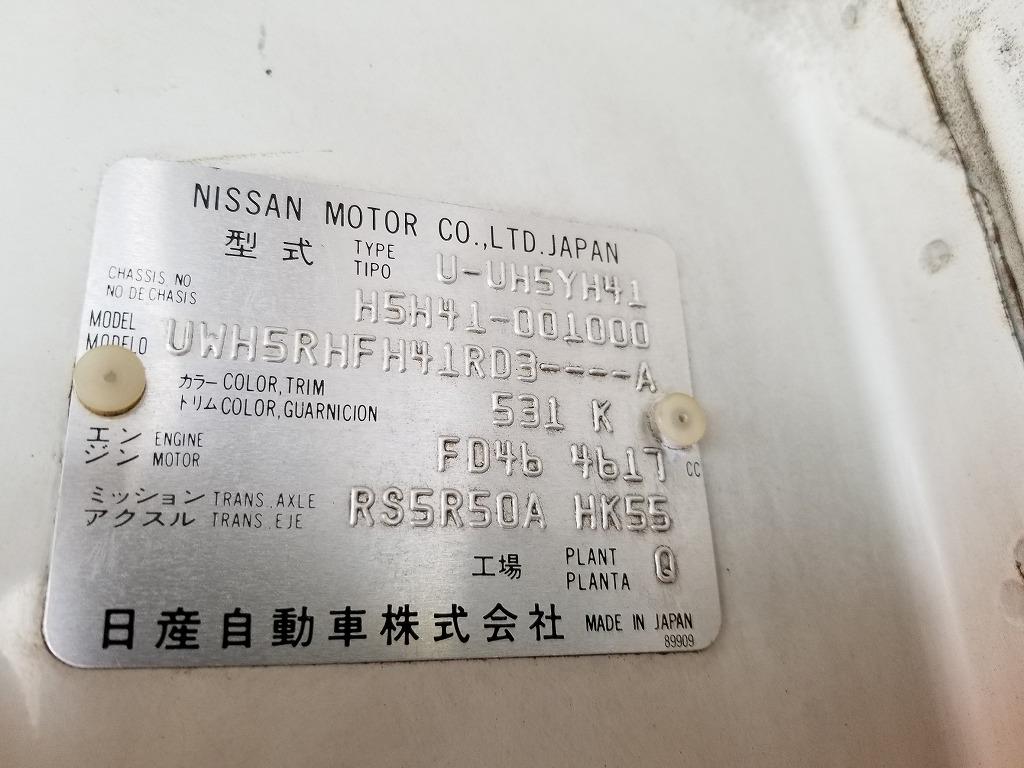 NISSAN MOTOR CO.,LTD.JAPAN
型式 TYPE TIPO U-UH5YH41
CHASSIS NO NO DE CHASIS H5H41-001000
MODEL MODELO UWH5RHFH41RD3----A
カラー COLOR,TRIM トリム COLOR,GUARNICION 531 K
エンジン ENGINE MOTOR FD46 4617 CC
ミッション TRANS.AXLE アクスル TRANS.EJE RS5R50A HK55
工場 PLANT PLANTA Q
日産自動車株式会社 MADE IN JAPAN
89909